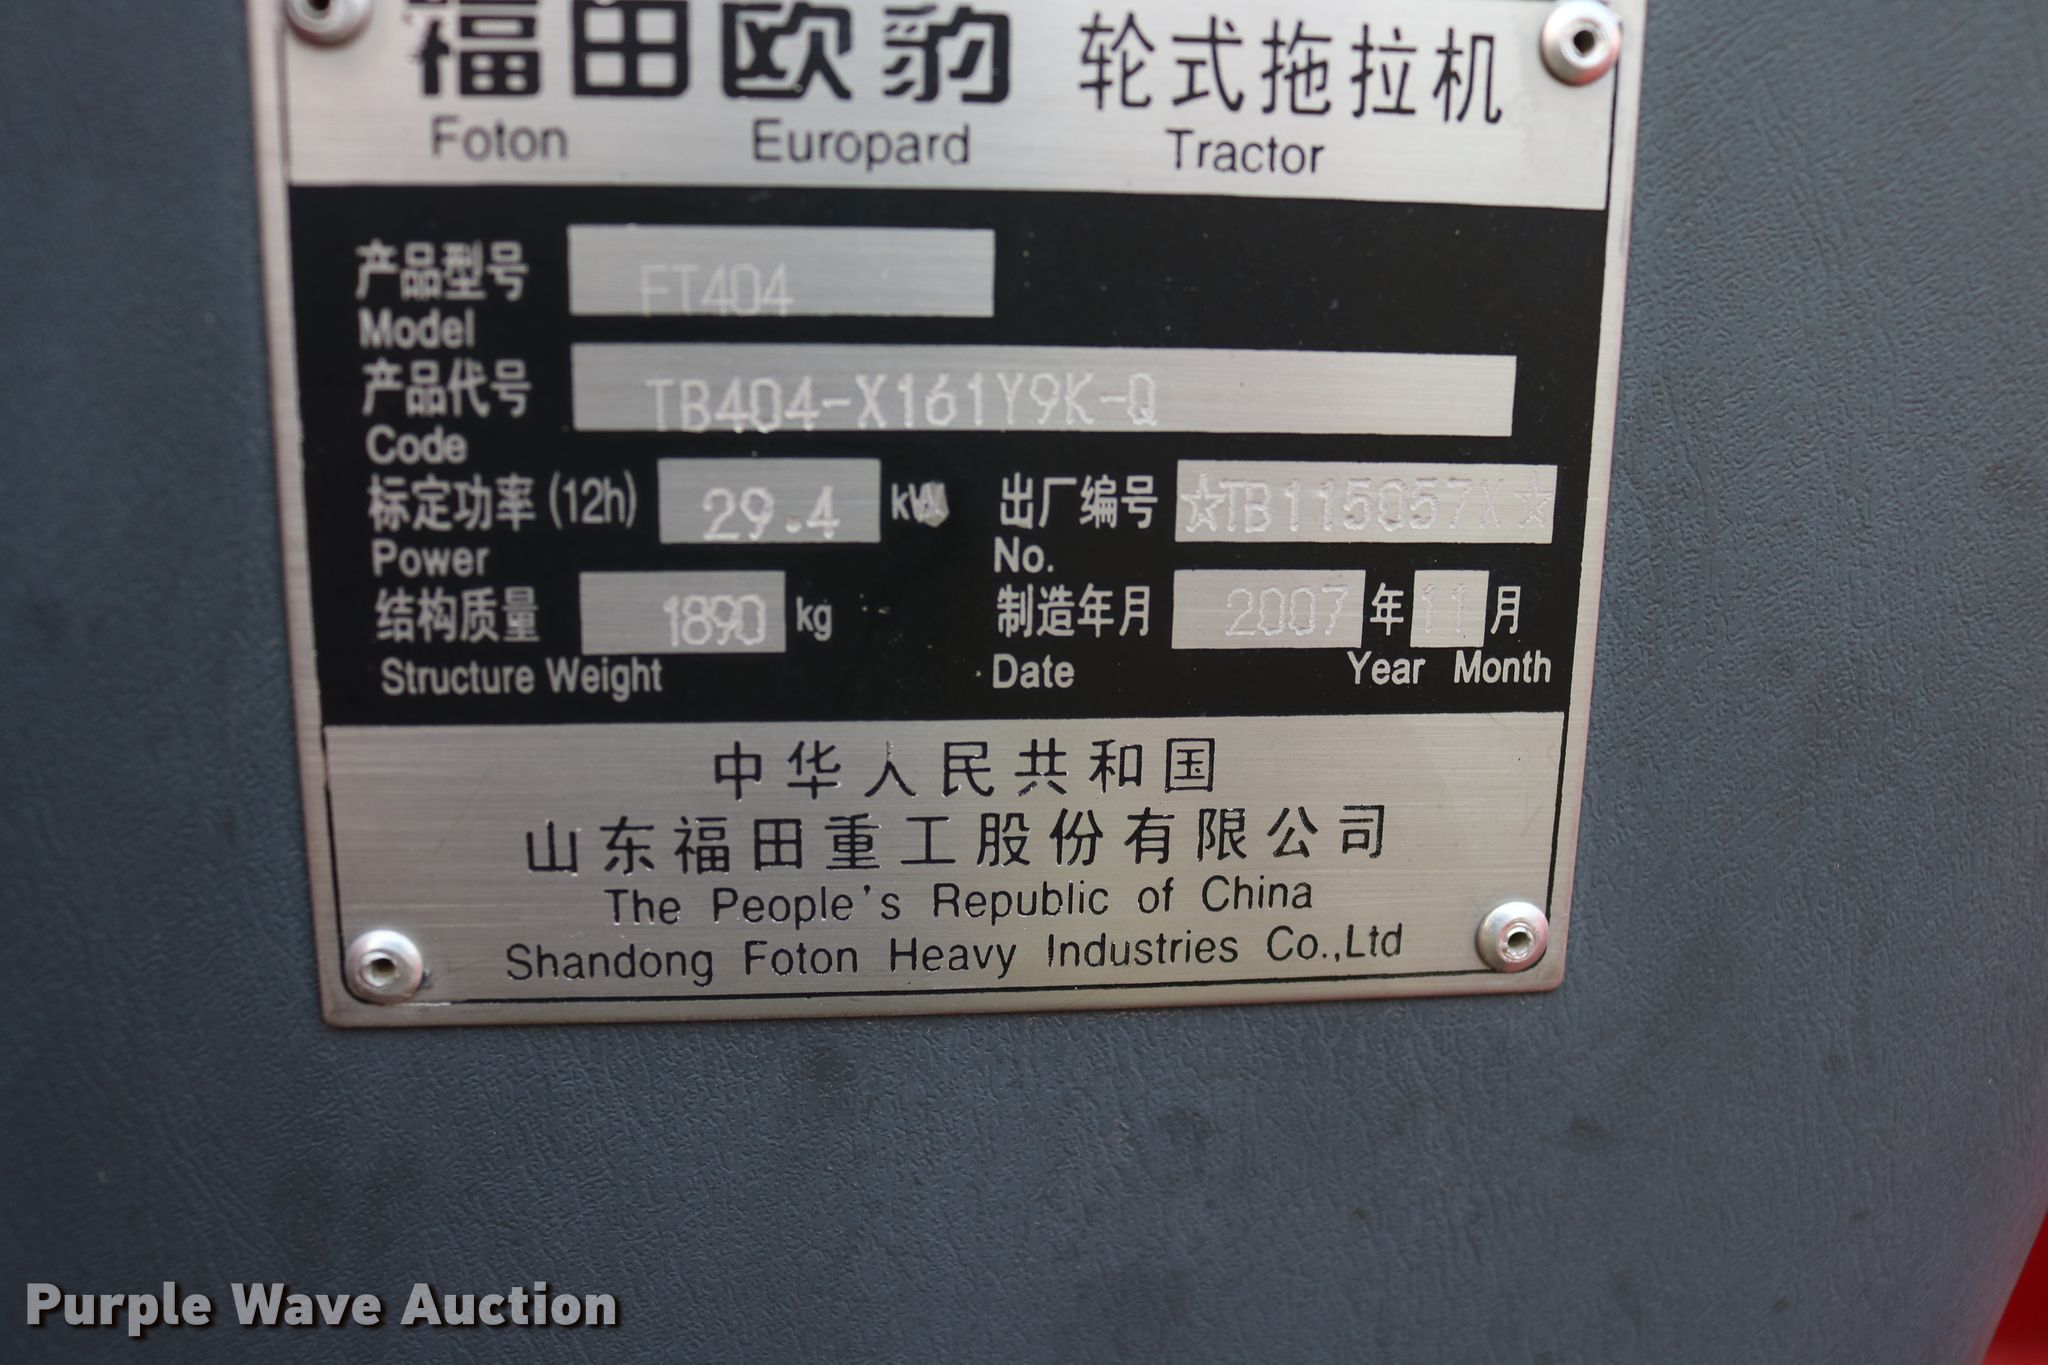 福田欧豹 轮式拖拉机
Foton Europard Tractor
产品型号 FT404
Model
产品代号 TB404-X161Y9K-Q
Code
标定功率(12h) 29.4 kW 出厂编号 ☆TB115057X☆
Power No.
结构质量 1890 kg 制造年月 2007 年 11 月
Structure Weight Date Year Month
中华人民共和国
山东福田重工股份有限公司
The People's Republic of China
Shandong Foton Heavy Industries Co.,Ltd
Purple Wave Auction